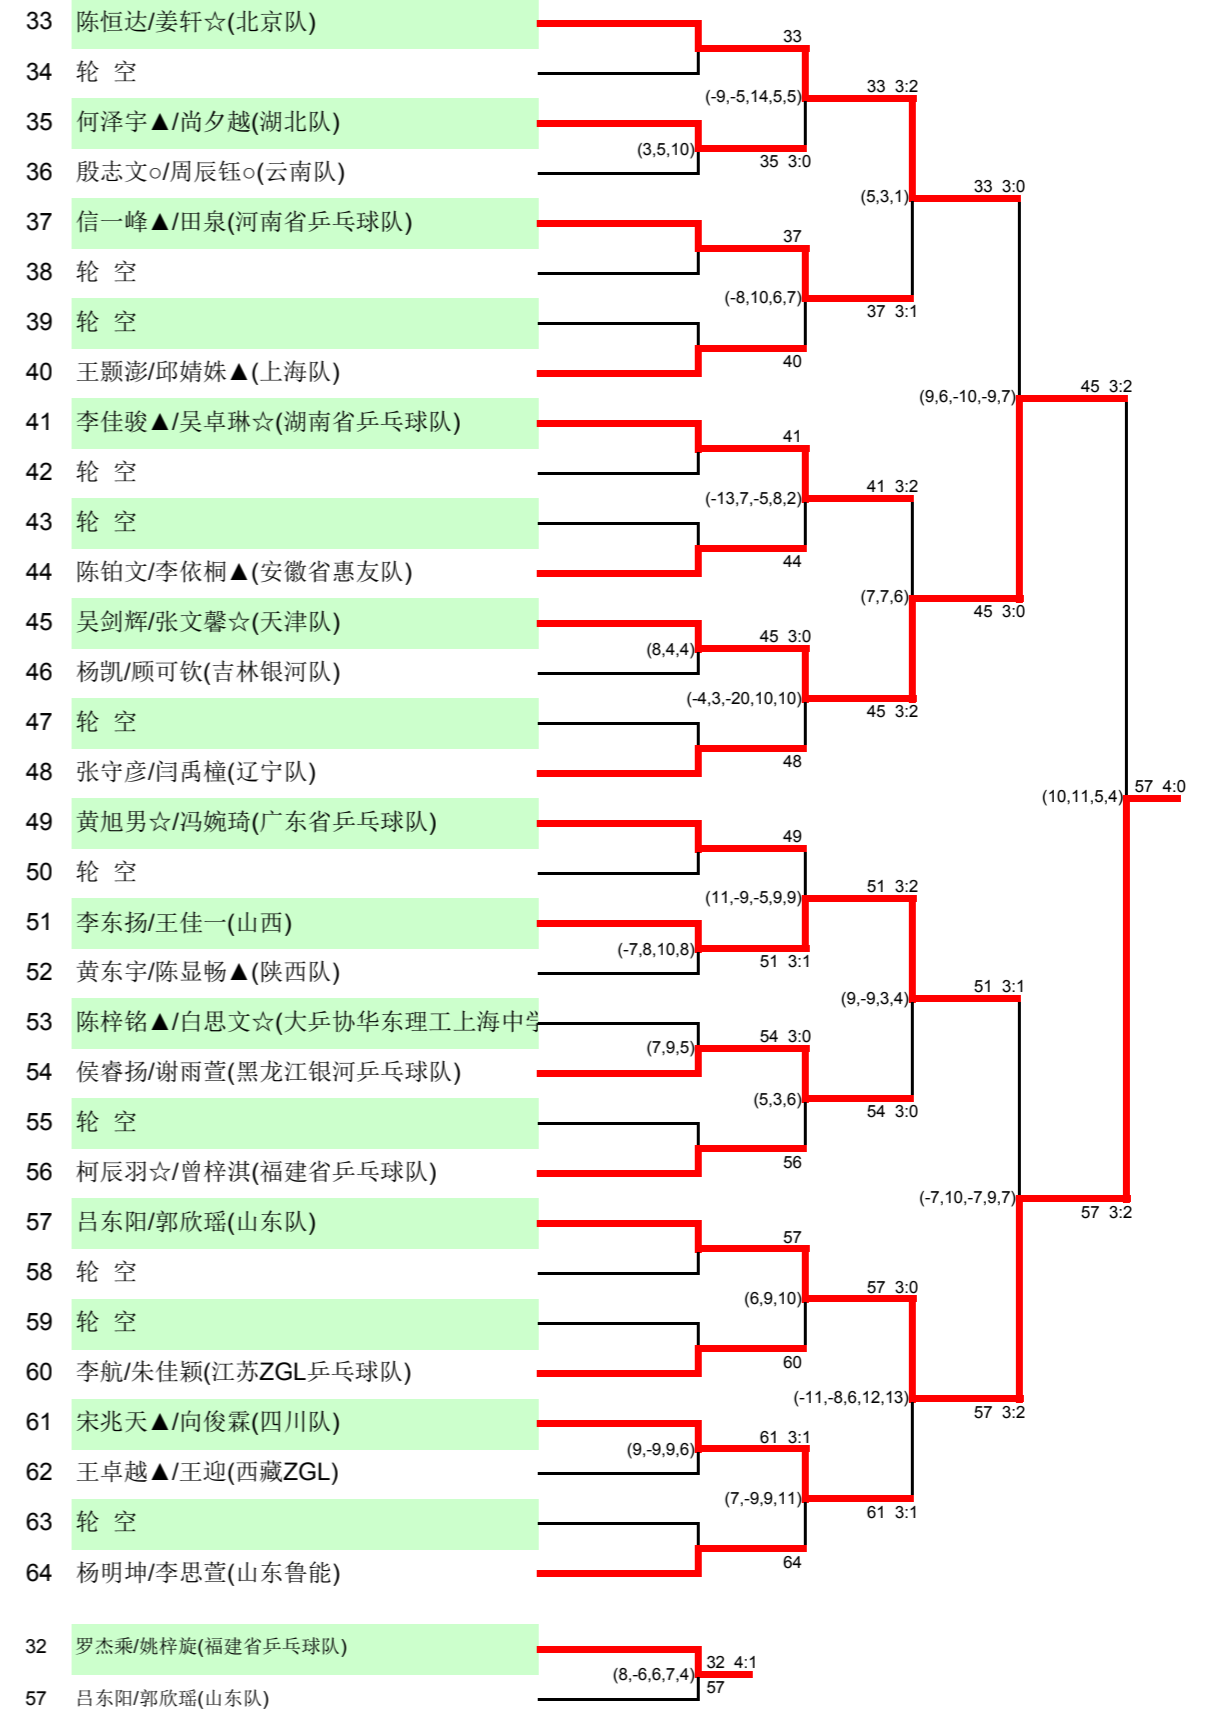 33 陈恒达/姜轩☆(北京队)
33
34 轮 空
33 3:2
(-9,-5,14,5,5)
35 何泽宇▲/尚夕越(湖北队)
(3,5,10)
35 3:0
36 殷志文○/周辰钰○(云南队)
33 3:0
(5,3,1)
37 信一峰▲/田泉(河南省乒乓球队)
37
38 轮 空
(-8,10,6,7)
37 3:1
39 轮 空
40
40 王颢澎/邱婧姝▲(上海队)
45 3:2
(9,6,-10,-9,7)
41 李佳骏▲/吴卓琳☆(湖南省乒乓球队)
41
42 轮 空
41 3:2
(-13,7,-5,8,2)
43 轮 空
44
44 陈铂文/李依桐▲(安徽省惠友队)
(7,7,6)
45 3:0
45 吴剑辉/张文馨☆(天津队)
45 3:0
(8,4,4)
46 杨凯/顾可钦(吉林银河队)
(-4,3,-20,10,10)
45 3:2
47 轮 空
48
48 张守彦/闫禹橦(辽宁队)
57 4:0
(10,11,5,4)
49 黄旭男☆/冯婉琦(广东省乒乓球队)
49
50 轮 空
51 3:2
(11,-9,-5,9,9)
51 李东扬/王佳一(山西)
(-7,8,10,8)
51 3:1
52 黄东宇/陈显畅▲(陕西队)
51 3:1
(9,-9,3,4)
53 陈梓铭▲/白思文☆(大乒协华东理工上海中学
54 3:0
(7,9,5)
54 侯睿扬/谢雨萱(黑龙江银河乒乓球队)
(5,3,6)
54 3:0
55 轮 空
56
56 柯辰羽☆/曾梓淇(福建省乒乓球队)
(-7,10,-7,9,7)
57 3:2
57 吕东阳/郭欣瑶(山东队)
57
58 轮 空
57 3:0
(6,9,10)
59 轮 空
60
60 李航/朱佳颖(江苏ZGL乒乓球队)
(-11,-8,6,12,13)
57 3:2
61 宋兆天▲/向俊霖(四川队)
61 3:1
(9,-9,9,6)
62 王卓越▲/王迎(西藏ZGL)
(7,-9,9,11)
61 3:1
63 轮 空
64
64 杨明坤/李思萱(山东鲁能)
32 罗杰乘/姚梓旋(福建省乒乓球队)
32 4:1
(8,-6,6,7,4)
57
57 吕东阳/郭欣瑶(山东队)